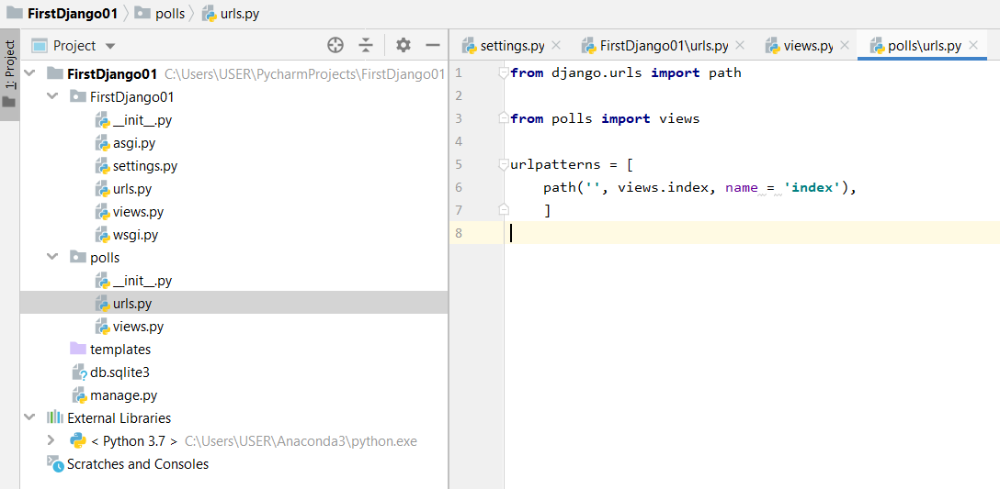 FirstDjango01 polls urls.py
1: Project
Project
FirstDjango01 C:\Users\USER\PycharmProjects\FirstDjango01
FirstDjango01
__init__.py
asgi.py
settings.py
urls.py
views.py
wsgi.py
polls
__init__.py
urls.py
views.py
templates
db.sqlite3
manage.py
External Libraries
< Python 3.7 > C:\Users\USER\Anaconda3\python.exe
Scratches and Consoles
settings.py FirstDjango01\urls.py views.py polls\urls.py
1 from django.urls import path
2
3 from polls import views
4
5 urlpatterns = [
6     path('', views.index, name = 'index'),
7     ]
8